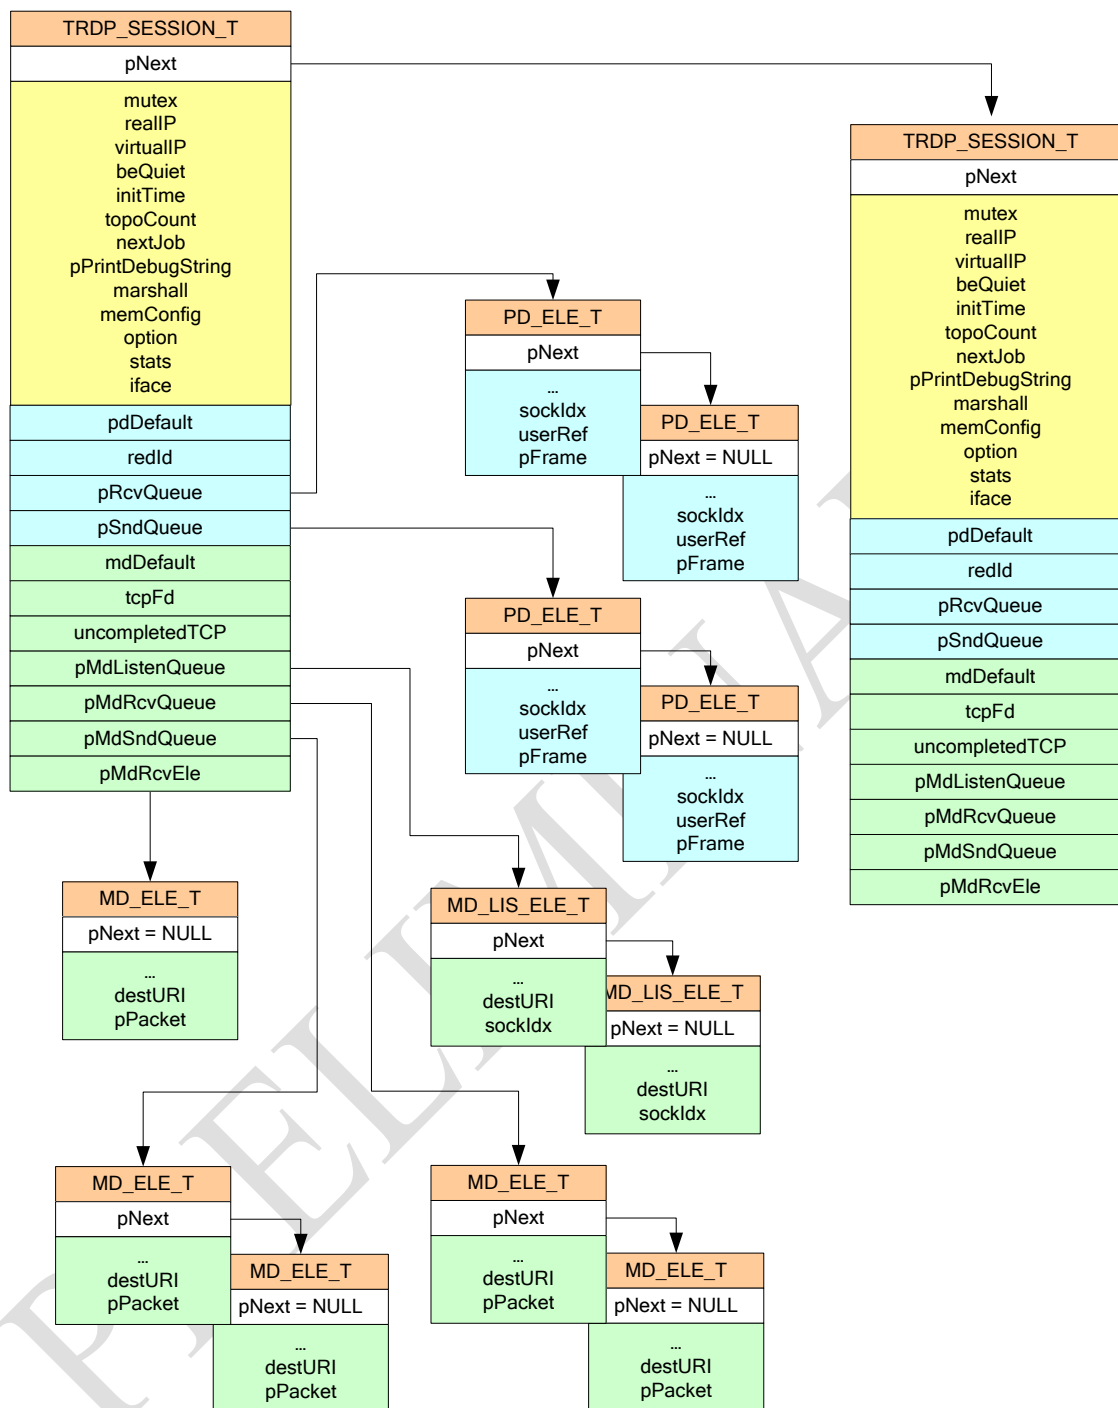 TRDP_SESSION_T
pNext
mutex
realIP
virtualIP
beQuiet
initTime
topoCount
nextJob
pPrintDebugString
marshall
memConfig
option
stats
iface
pdDefault
redId
pRcvQueue
pSndQueue
mdDefault
tcpFd
uncompletedTCP
pMdListenQueue
pMdRcvQueue
pMdSndQueue
pMdRcvEle
TRDP_SESSION_T
pNext
mutex
realIP
virtualIP
beQuiet
initTime
topoCount
nextJob
pPrintDebugString
marshall
memConfig
option
stats
iface
pdDefault
redId
pRcvQueue
pSndQueue
mdDefault
tcpFd
uncompletedTCP
pMdListenQueue
pMdRcvQueue
pMdSndQueue
pMdRcvEle
PD_ELE_T
pNext
...
sockIdx
userRef
pFrame
PD_ELE_T
pNext = NULL
...
sockIdx
userRef
pFrame
PD_ELE_T
pNext
...
sockIdx
userRef
pFrame
PD_ELE_T
pNext = NULL
...
sockIdx
userRef
pFrame
MD_ELE_T
pNext = NULL
...
destURI
pPacket
MD_LIS_ELE_T
pNext
...
destURI
sockIdx
MD_LIS_ELE_T
pNext = NULL
...
destURI
sockIdx
MD_ELE_T
pNext
...
destURI
pPacket
MD_ELE_T
pNext = NULL
...
destURI
pPacket
MD_ELE_T
pNext
...
destURI
pPacket
MD_ELE_T
pNext = NULL
...
destURI
pPacket